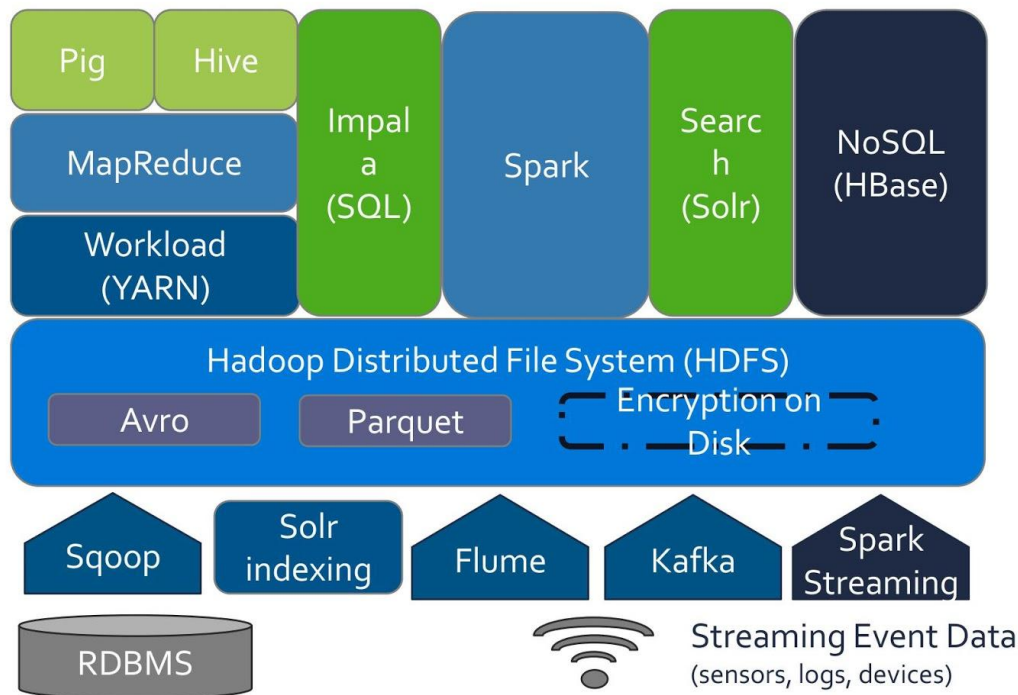 Pig
Hive
MapReduce
Workload
(YARN)
Impal
a
(SQL)
Spark
Searc
h
(Solr)
NoSQL
(HBase)
Hadoop Distributed File System (HDFS)
Avro
Parquet
Encryption on
Disk
Sqoop
Solr
indexing
Flume
Kafka
Spark
Streaming
RDBMS
Streaming Event Data
(sensors, logs, devices)